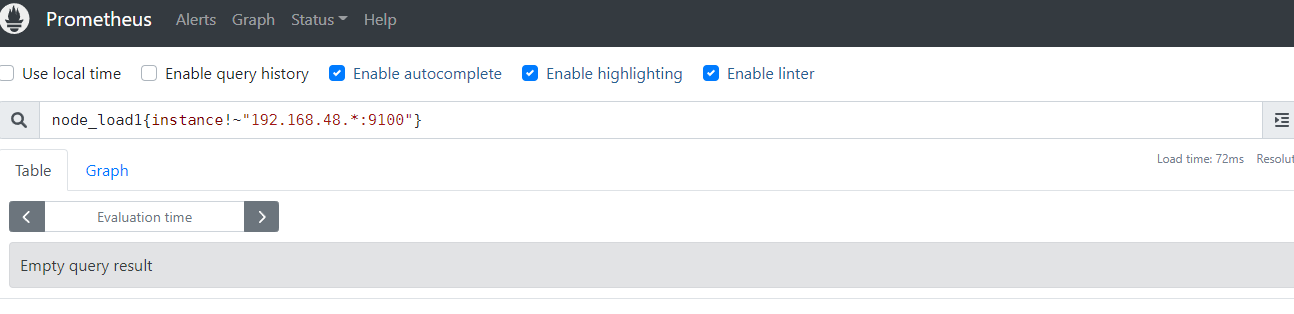 Prometheus Alerts Graph Status Help
Use local time Enable query history Enable autocomplete Enable highlighting Enable linter
node_load1{instance!~"192.168.48.*:9100"}
Table Graph Load time: 72ms Resolut
Evaluation time
Empty query result